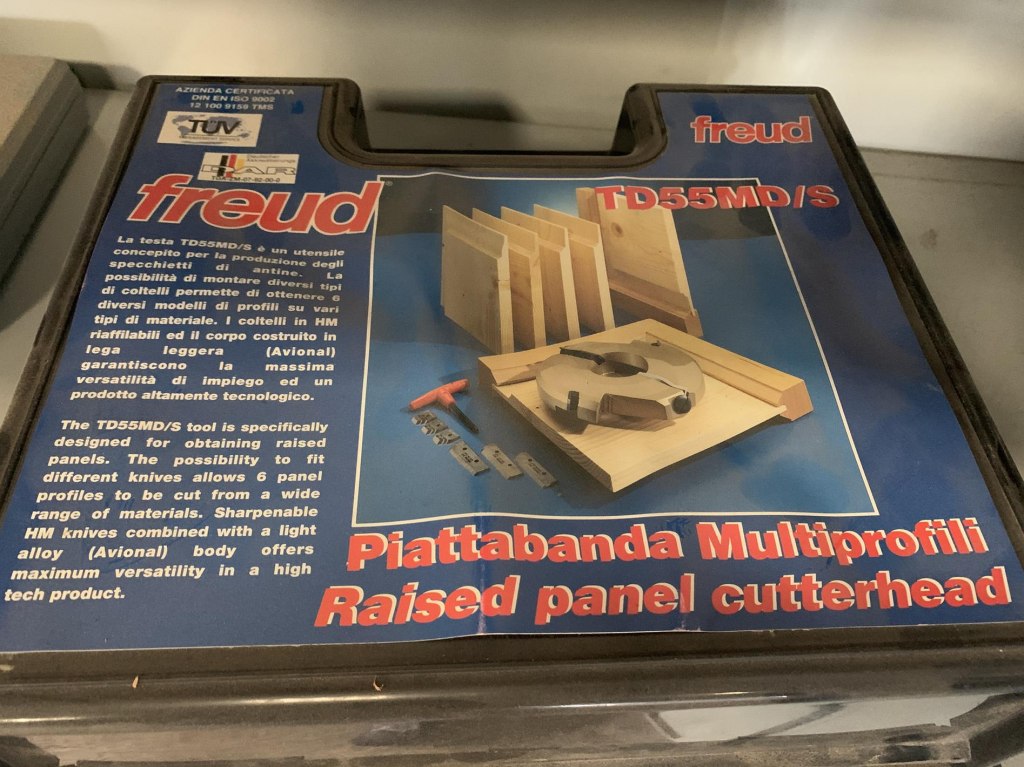 AZIENDA CERTIFICATA
DIN EN ISO 9002
12 100 9159 TMS
TÜV
Deutscher
Akkreditierungs
DAR
freud
La testa TD55MD/S è un utensile
concepito per la produzione degli
specchietti di antine. La
possibilità di montare diversi tipi
di coltelli permette di ottenere 6
diversi modelli di profili su vari
tipi di materiale. I coltelli in HM
riaffilabili ed il corpo costruito in
lega leggera (Avional)
garantiscono la massima
versatilità di impiego ed un
prodotto altamente tecnologico.
The TD55MD/S tool is specifically
designed for obtaining raised
panels. The possibility to fit
different knives allows 6 panel
profiles to be cut from a wide
range of materials. Sharpenable
HM knives combined with a light
alloy (Avional) body offers
maximum versatility in a high
tech product.
freud
TD55MD/S
Piattabanda Multiprofili
Raised panel cutterhead